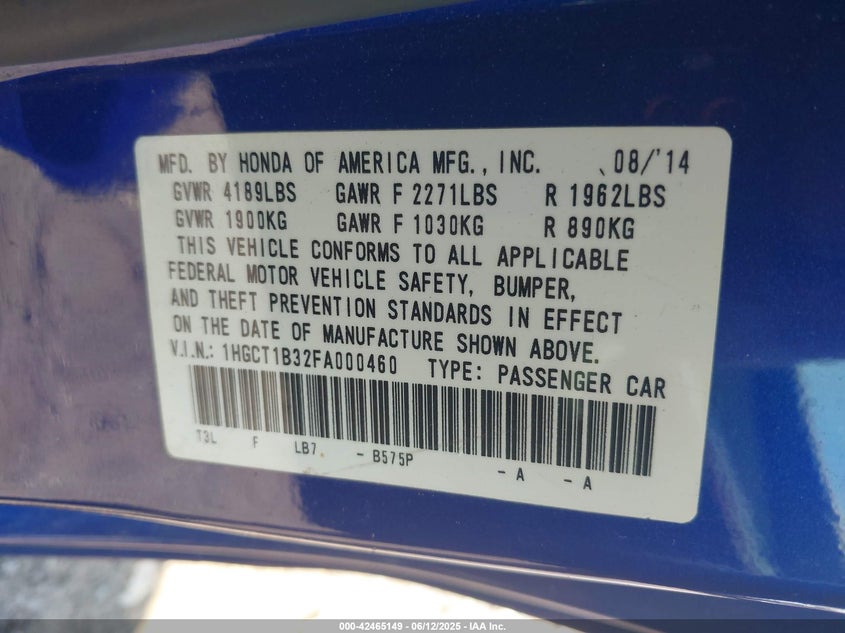 MFD. BY HONDA OF AMERICA MFG., INC. 08/'14
GVWR 4189LBS GAWR F 2271LBS R 1962LBS
GVWR 1900KG GAWR F 1030KG R 890KG
THIS VEHICLE CONFORMS TO ALL APPLICABLE
FEDERAL MOTOR VEHICLE SAFETY, BUMPER,
AND THEFT PREVENTION STANDARDS IN EFFECT
ON THE DATE OF MANUFACTURE SHOWN ABOVE.
V.I.N.: 1HGCT1B32FA000460 TYPE: PASSENGER CAR
T3L F LB7 - B575P - A - A
000-42465149 - 06/12/2025 - IAA Inc.